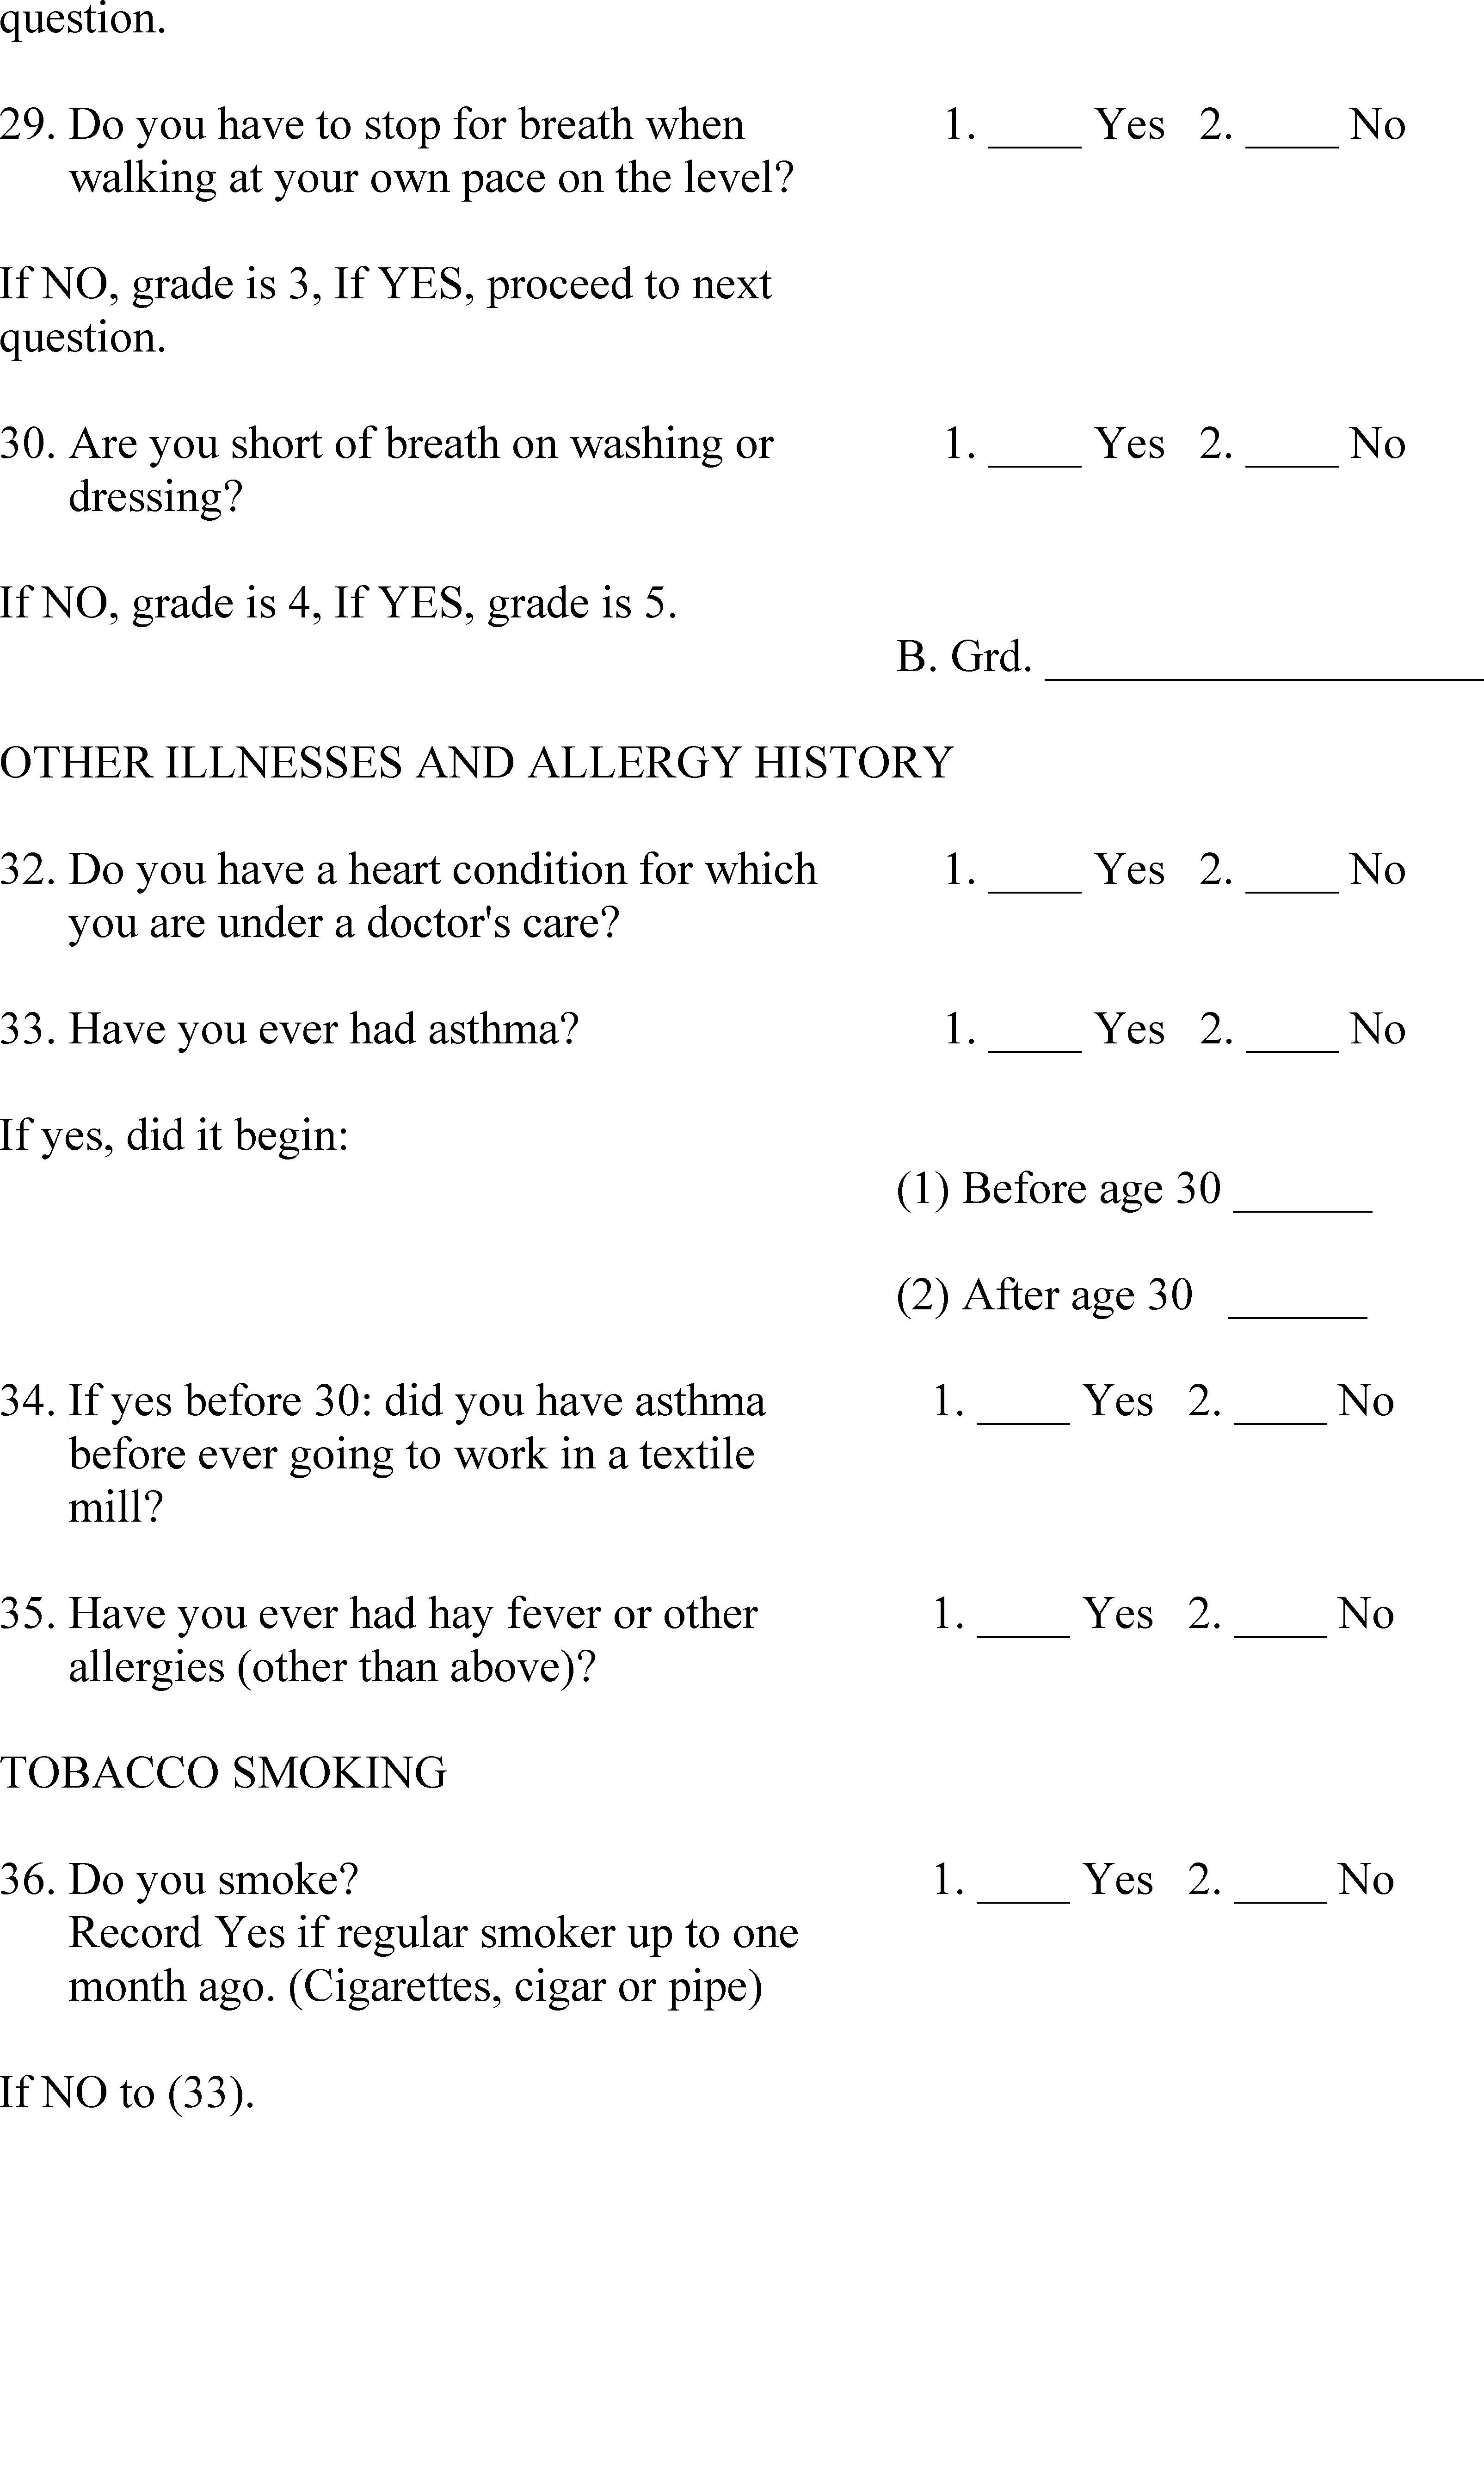 question.
29. Do you have to stop for breath when 1. ____ Yes 2. ____ No
walking at your own pace on the level?
If NO, grade is 3, If YES, proceed to next
question.
30. Are you short of breath on washing or 1. ____ Yes 2. ____ No
dressing?
If NO, grade is 4, If YES, grade is 5.
B. Grd. ___________________
OTHER ILLNESSES AND ALLERGY HISTORY
32. Do you have a heart condition for which 1. ____ Yes 2. ____ No
you are under a doctor's care?
33. Have you ever had asthma? 1. ____ Yes 2. ____ No
If yes, did it begin:
(1) Before age 30 ______
(2) After age 30 ______
34. If yes before 30: did you have asthma 1. ____ Yes 2. ____ No
before ever going to work in a textile
mill?
35. Have you ever had hay fever or other 1. ____ Yes 2. ____ No
allergies (other than above)?
TOBACCO SMOKING
36. Do you smoke? 1. ____ Yes 2. ____ No
Record Yes if regular smoker up to one
month ago. (Cigarettes, cigar or pipe)
If NO to (33).